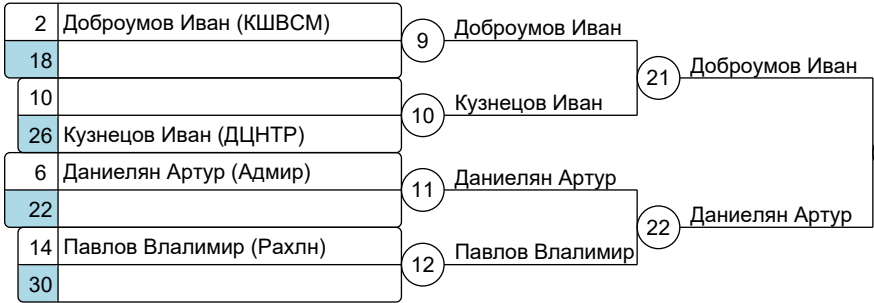 2 Доброумов Иван (КШВСМ)
9 Доброумов Иван
18
21 Доброумов Иван
10
10 Кузнецов Иван
26 Кузнецов Иван (ДЦНТР)
6 Даниелян Артур (Адмир)
11 Даниелян Артур
22
22 Даниелян Артур
14 Павлов Влалимир (Рахлн)
12 Павлов Влалимир
30